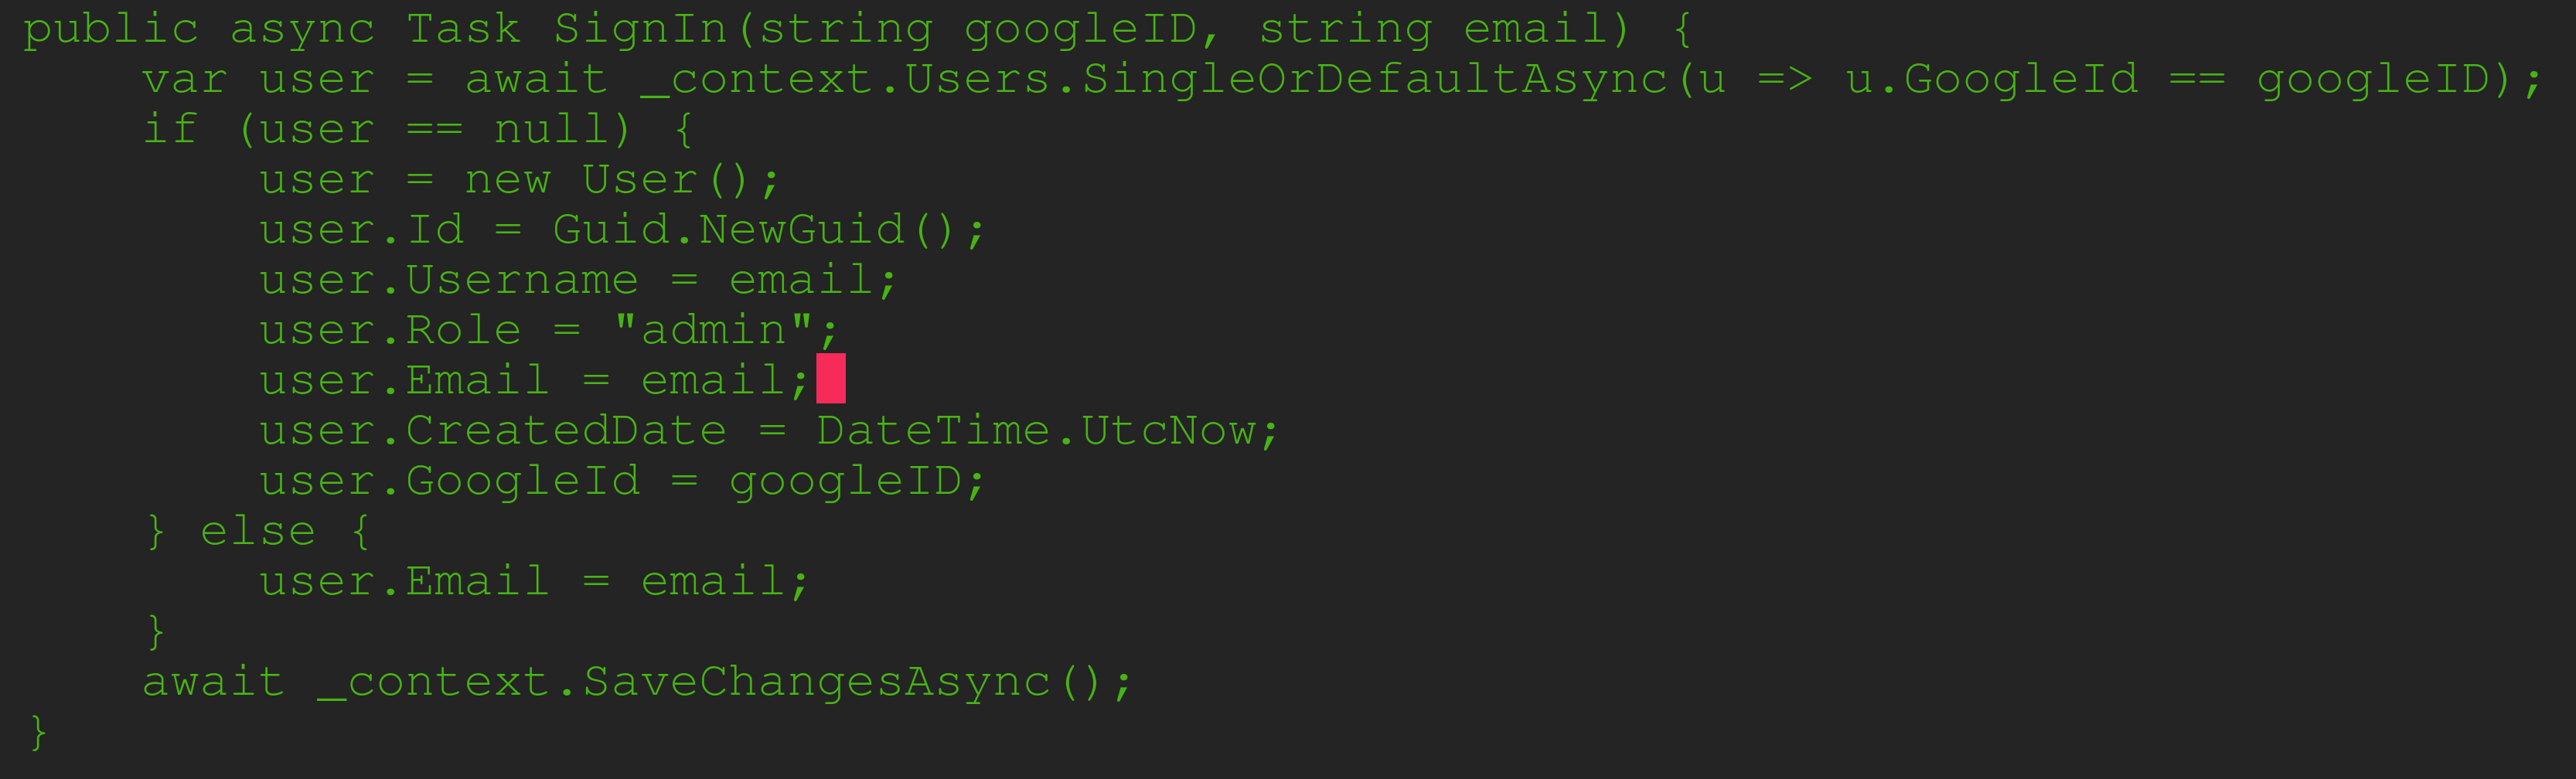 public async Task SignIn(string googleID, string email) {
    var user = await _context.Users.SingleOrDefaultAsync(u => u.GoogleId == googleID);
    if (user == null) {
        user = new User();
        user.Id = Guid.NewGuid();
        user.Username = email;
        user.Role = "admin";
        user.Email = email;
        user.CreatedDate = DateTime.UtcNow;
        user.GoogleId = googleID;
    } else {
        user.Email = email;
    }
    await _context.SaveChangesAsync();
}